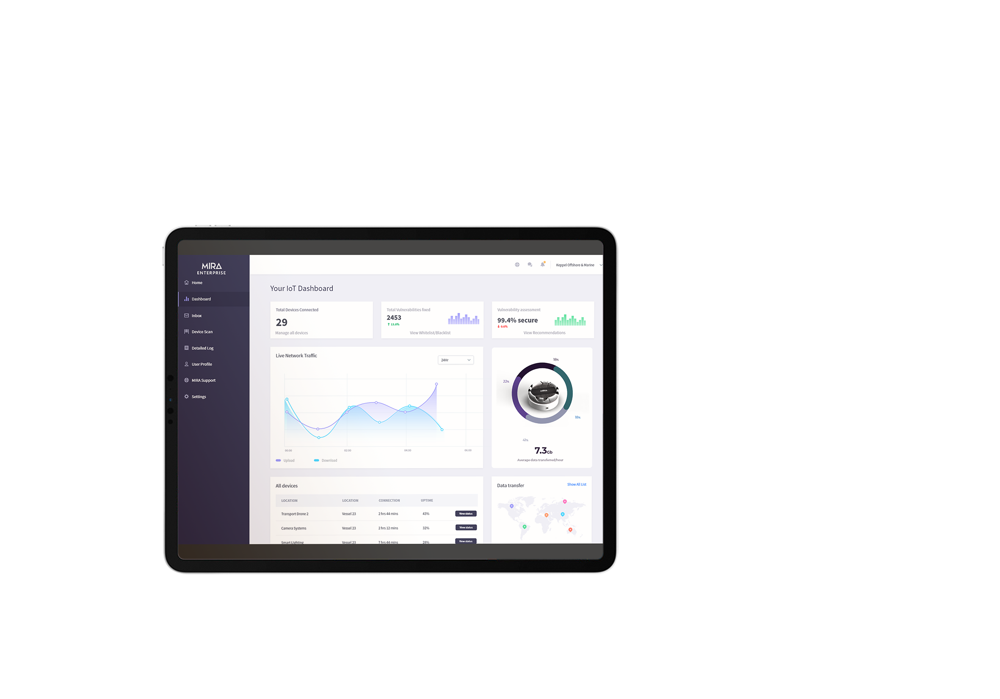 MIRA
ENTERPRISE
Home
Dashboard
Inbox
Device Scan
Detailed Log
User Profile
MIRA Support
Settings
Keppel Offshore & Marine
Your IoT Dashboard
Total Devices Connected
29
Manage all devices
Total Vulnerabilities fixed
2453
↑ 13.8%
View Whitelist/Blacklist
Vulnerability assessment
99.4% secure
↓ 0.6%
View Recommendations
Live Network Traffic
24Hr
00:00 02:00 04:00 06:00
Upload Download
18%
22%
MIRA
18%
41%
7.3Gb
Average data transferred/hour
All devices
LOCATION LOCATION CONNECTION UPTIME
Transport Drone 2 Vessel 23 2 hrs 44 mins 43% View status
Camera Systems Vessel 23 2 hrs 12 mins 32% View status
Smart Lighting Vessel 23 7 hrs 44 mins 28% View status
Data transfer
Show All List